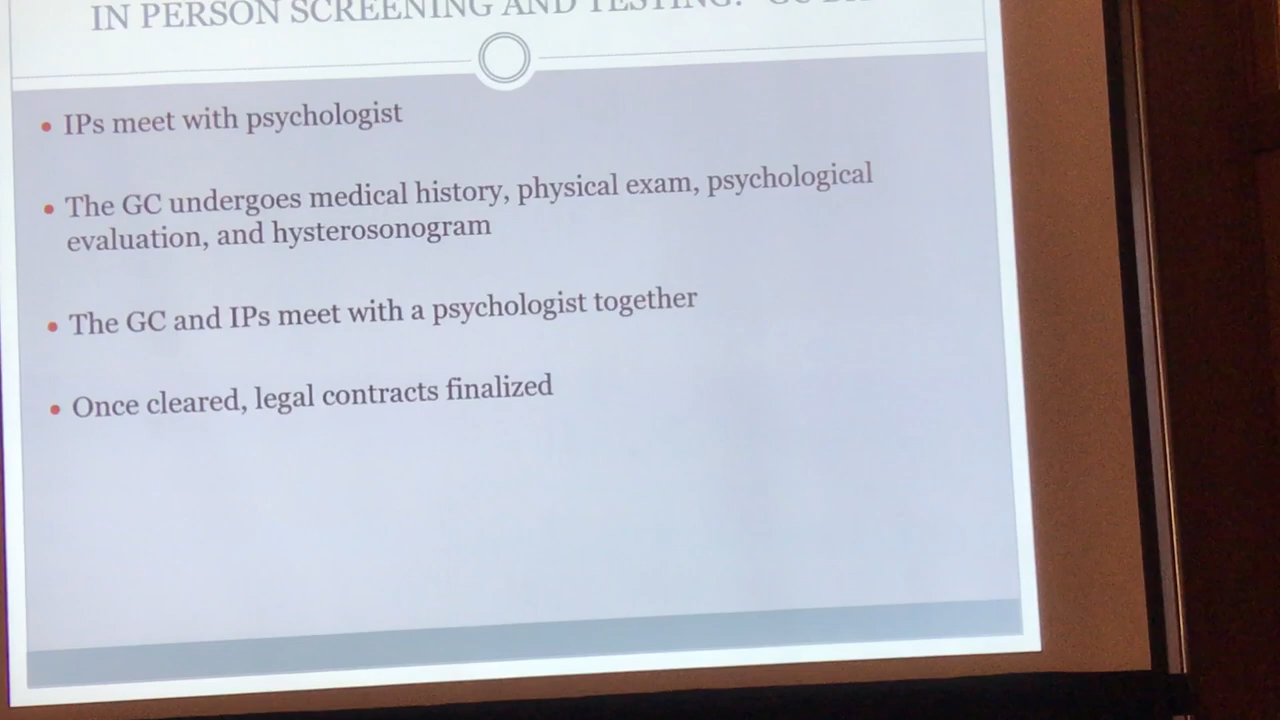 IN PERSON SCREENING AND TESTING:
• IPs meet with psychologist
• The GC undergoes medical history, physical exam, psychological
evaluation, and hysterosonogram
• The GC and IPs meet with a psychologist together
• Once cleared, legal contracts finalized